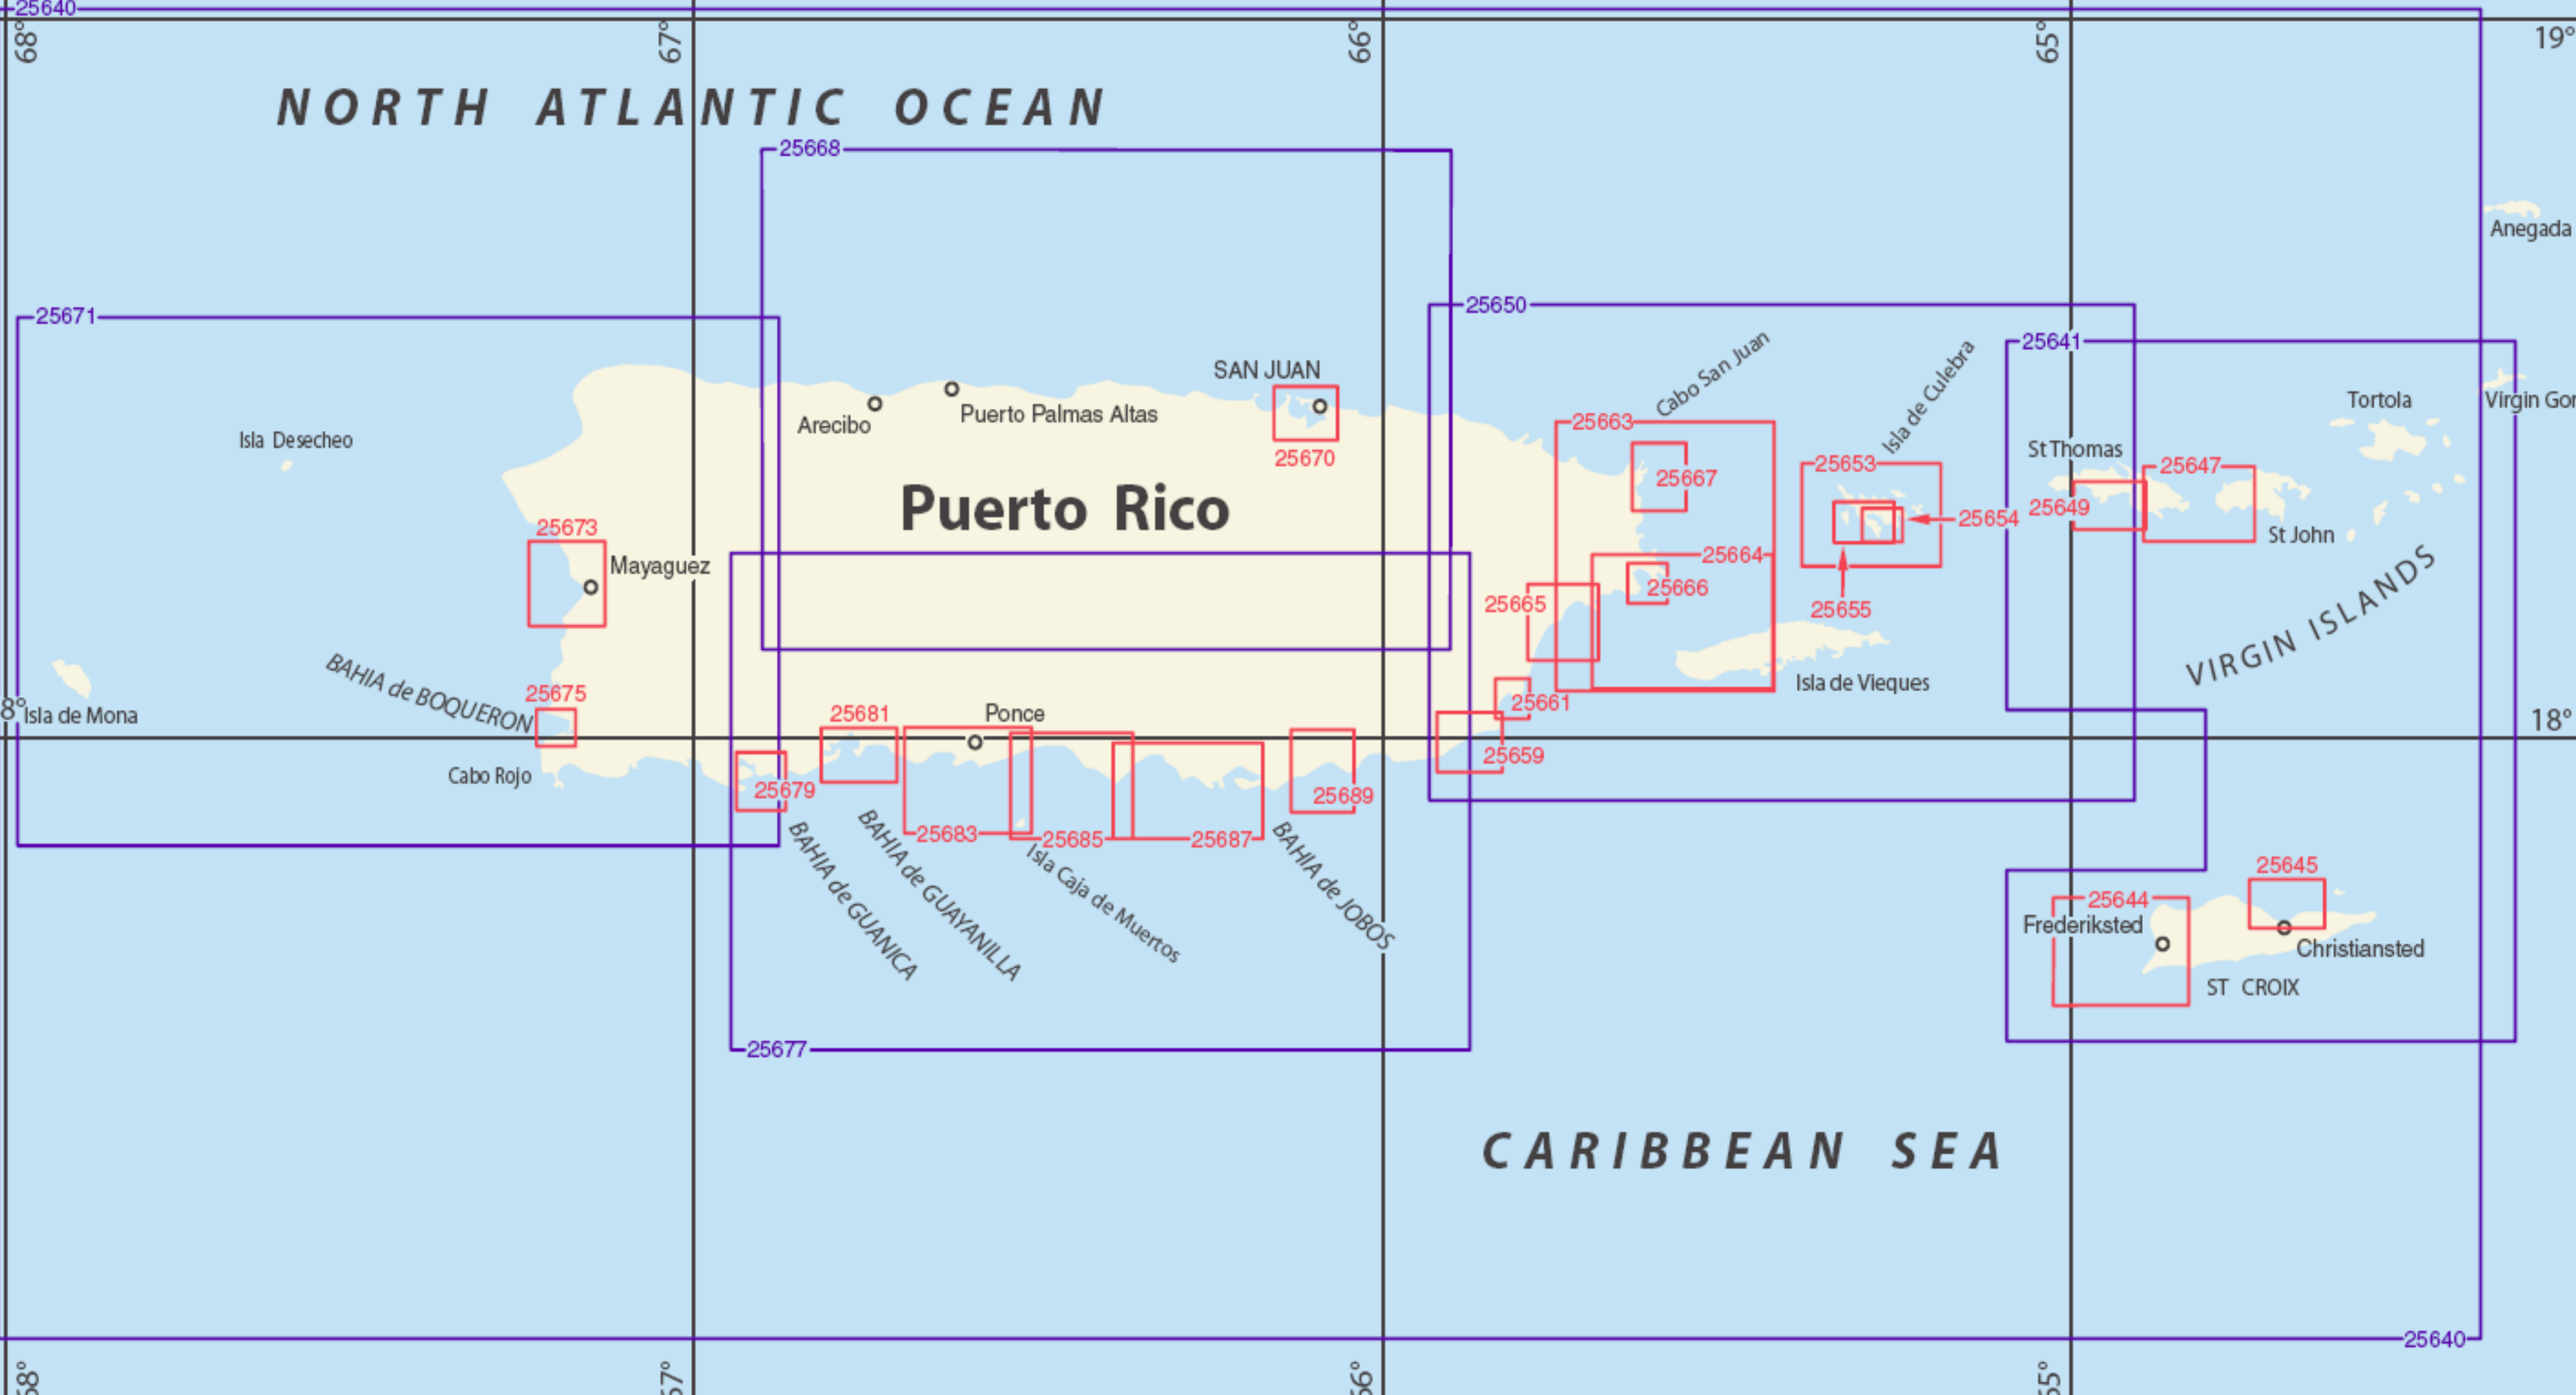 25640
68°
67°
66°
65°
19°
NORTH ATLANTIC OCEAN
25668
Anegada
25671
25650
25641
Cabo San Juan
Isla de Culebra
SAN JUAN
Arecibo
Puerto Palmas Altas
25670
25663
25667
Tortola
Virgin Gor
Isla Desecheo
St Thomas
25653
25647
25649
25654
St John
Puerto Rico
25673
Mayaguez
25664
25666
25665
25655
VIRGIN ISLANDS
BAHIA de BOQUERON
25675
Isla de Vieques
8°
Isla de Mona
25681
Ponce
25661
18°
25659
Cabo Rojo
25679
25689
25683
25685
25687
BAHIA de GUANICA
BAHIA de GUAYANILLA
Isla Caja de Muertos
BAHIA de JOBOS
25645
25644
Frederiksted
Christiansted
ST CROIX
25677
CARIBBEAN SEA
25640
68°
67°
66°
65°